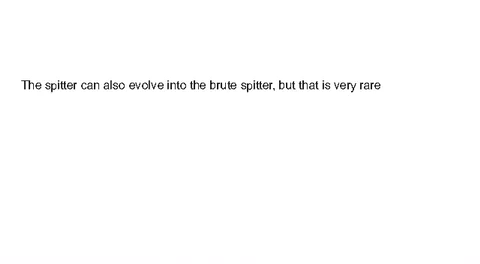 The spitter can also evolve into the brute spitter, but that is very rare